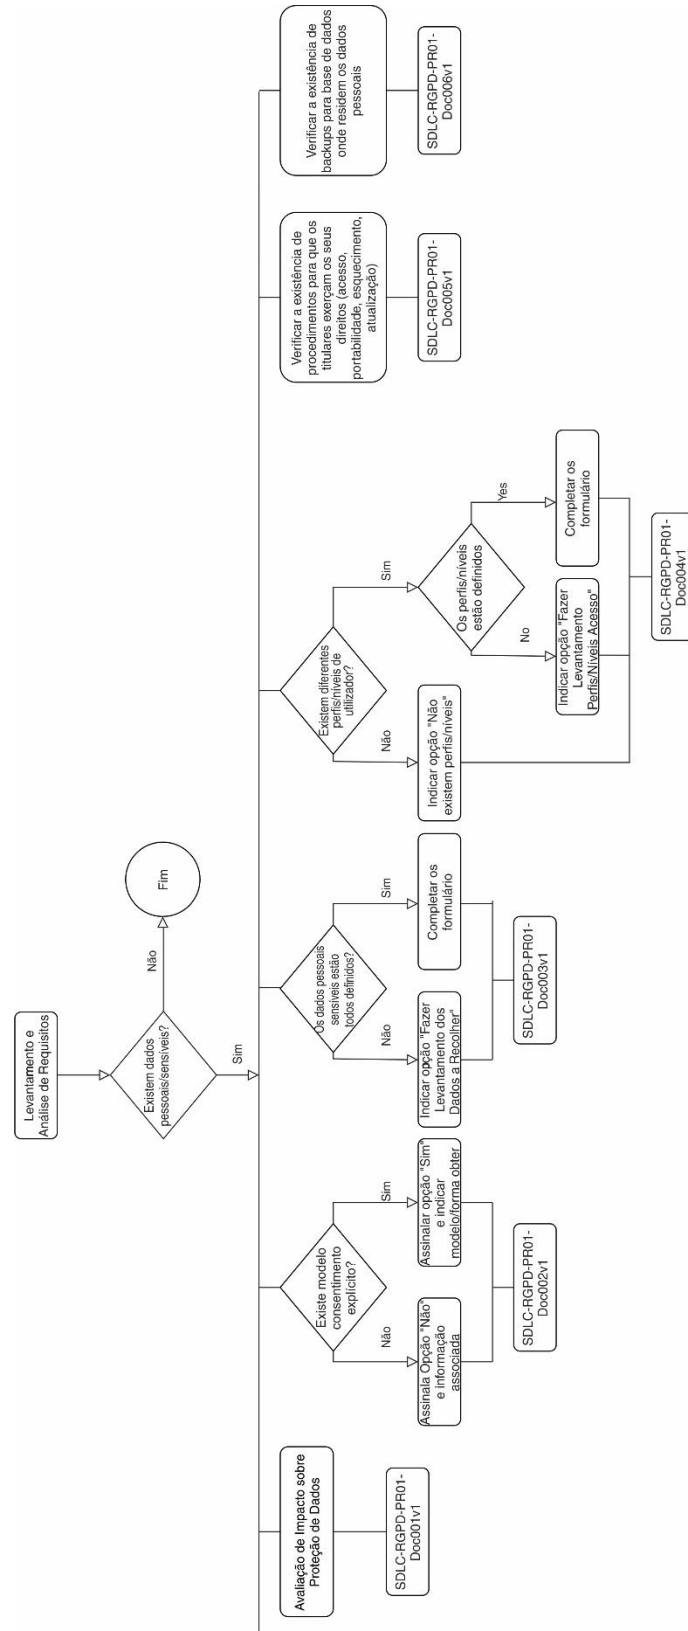 Levantamento e
Análise de Requisitos
Existem dados
pessoais/sensíveis?
Não
Fim
Sim
Avaliação de Impacto sobre
Proteção de Dados
SDLC-RGPD-PR01-
Doc001v1
Existe modelo
consentimento
explícito?
Não
Sim
Assinala Opção "Não"
e informação
associada
Assinalar opção "Sim"
e indicar
modelo/forma obter
SDLC-RGPD-PR01-
Doc002v1
Os dados pessoais
sensíveis estão
todos definidos?
Não
Sim
Indicar opção "Fazer
Levantamento dos
Dados a Recolher"
Completar os
formulário
SDLC-RGPD-PR01-
Doc003v1
Existem diferentes
perfis/níveis de
utilizador?
Não
Sim
Indicar opção "Não
existem perfis/níveis"
Os perfis/níveis
estão definidos
No
Yes
Indicar opção "Fazer
Levantamento
Perfis/Níveis Acesso"
Completar os
formulário
SDLC-RGPD-PR01-
Doc004v1
Verificar a existência de
procedimentos para que os
titulares exerçam os seus
direitos (acesso,
portabilidade, esquecimento,
atualização)
SDLC-RGPD-PR01-
Doc005v1
Verificar a existência de
backups para base de dados
onde residem os dados
pessoais
SDLC-RGPD-PR01-
Doc006v1